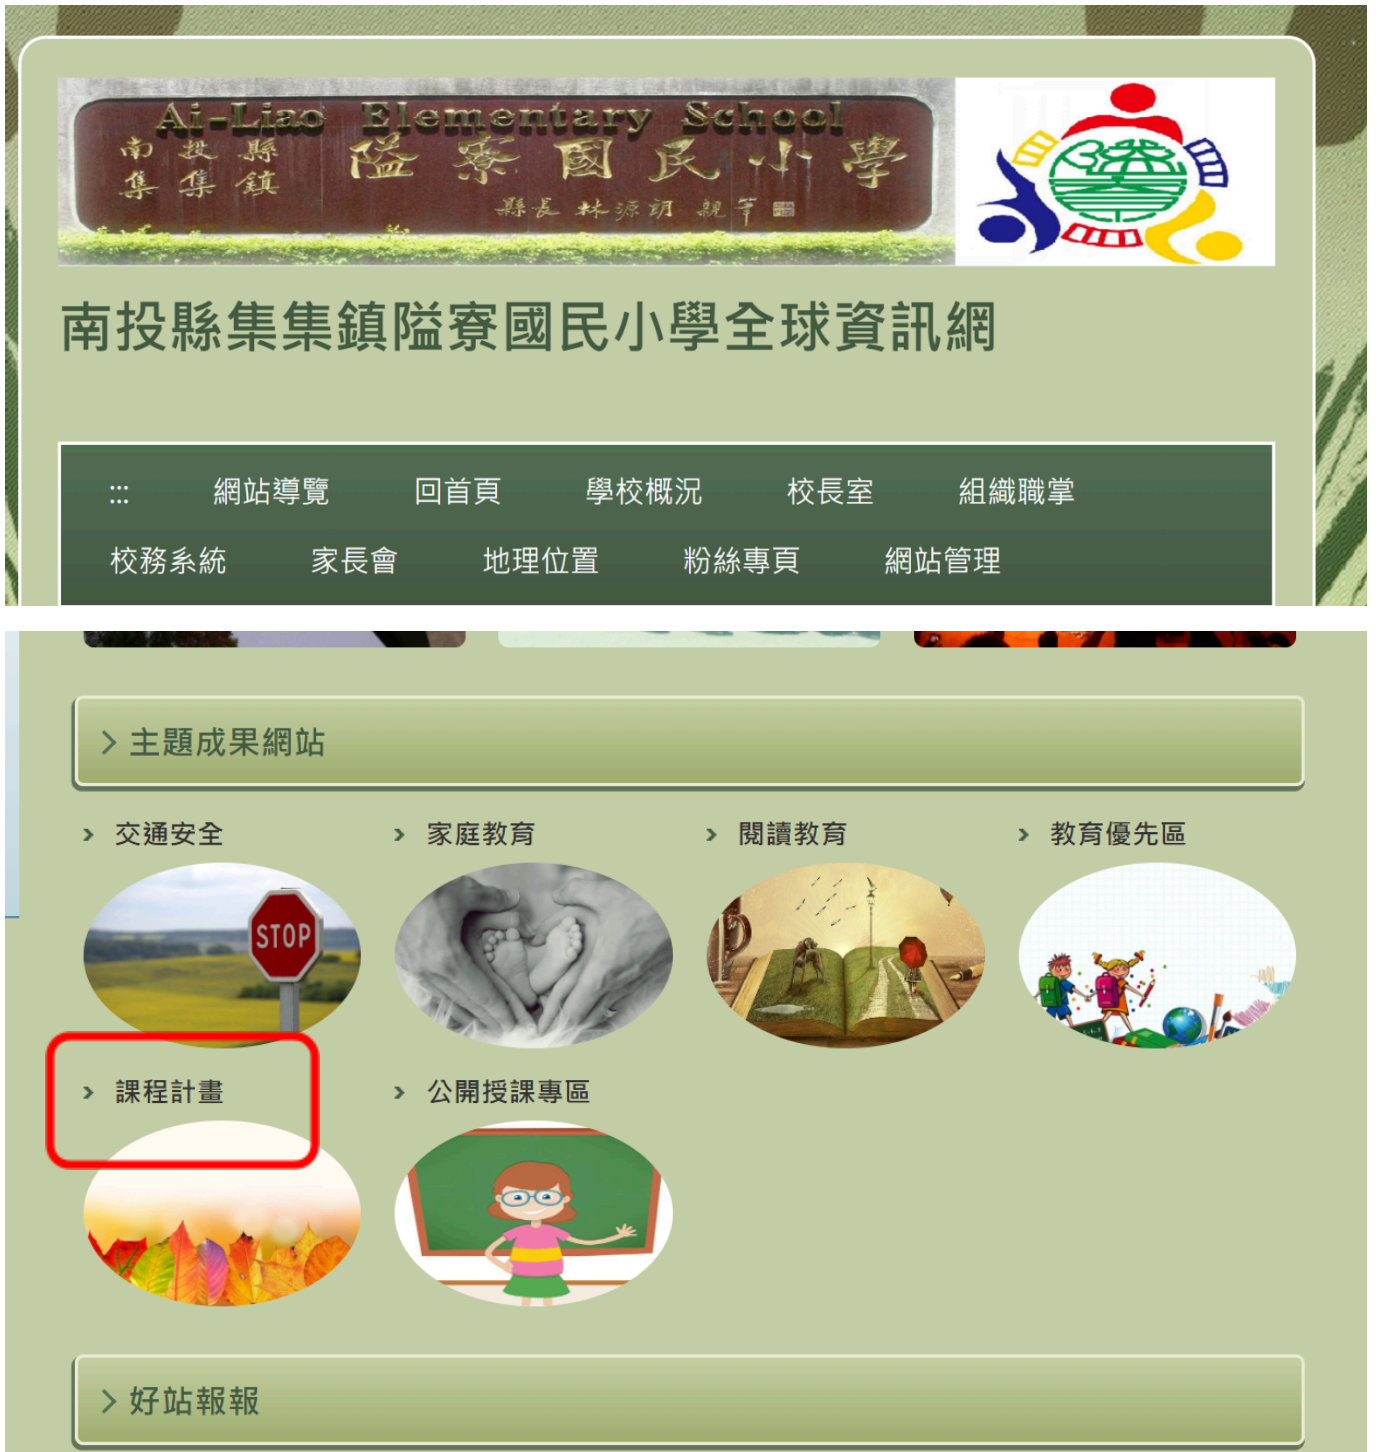 Ai-Liao Elementary School
南投縣
集集鎮
隘寮國民小學
縣長 林源朗 親筆
南投縣集集鎮隘寮國民小學全球資訊網
::: 網站導覽 回首頁 學校概況 校長室 組織職掌
校務系統 家長會 地理位置 粉絲專頁 網站管理
主題成果網站
交通安全 家庭教育 閱讀教育 教育優先區
STOP
課程計畫 公開授課專區
好站報報